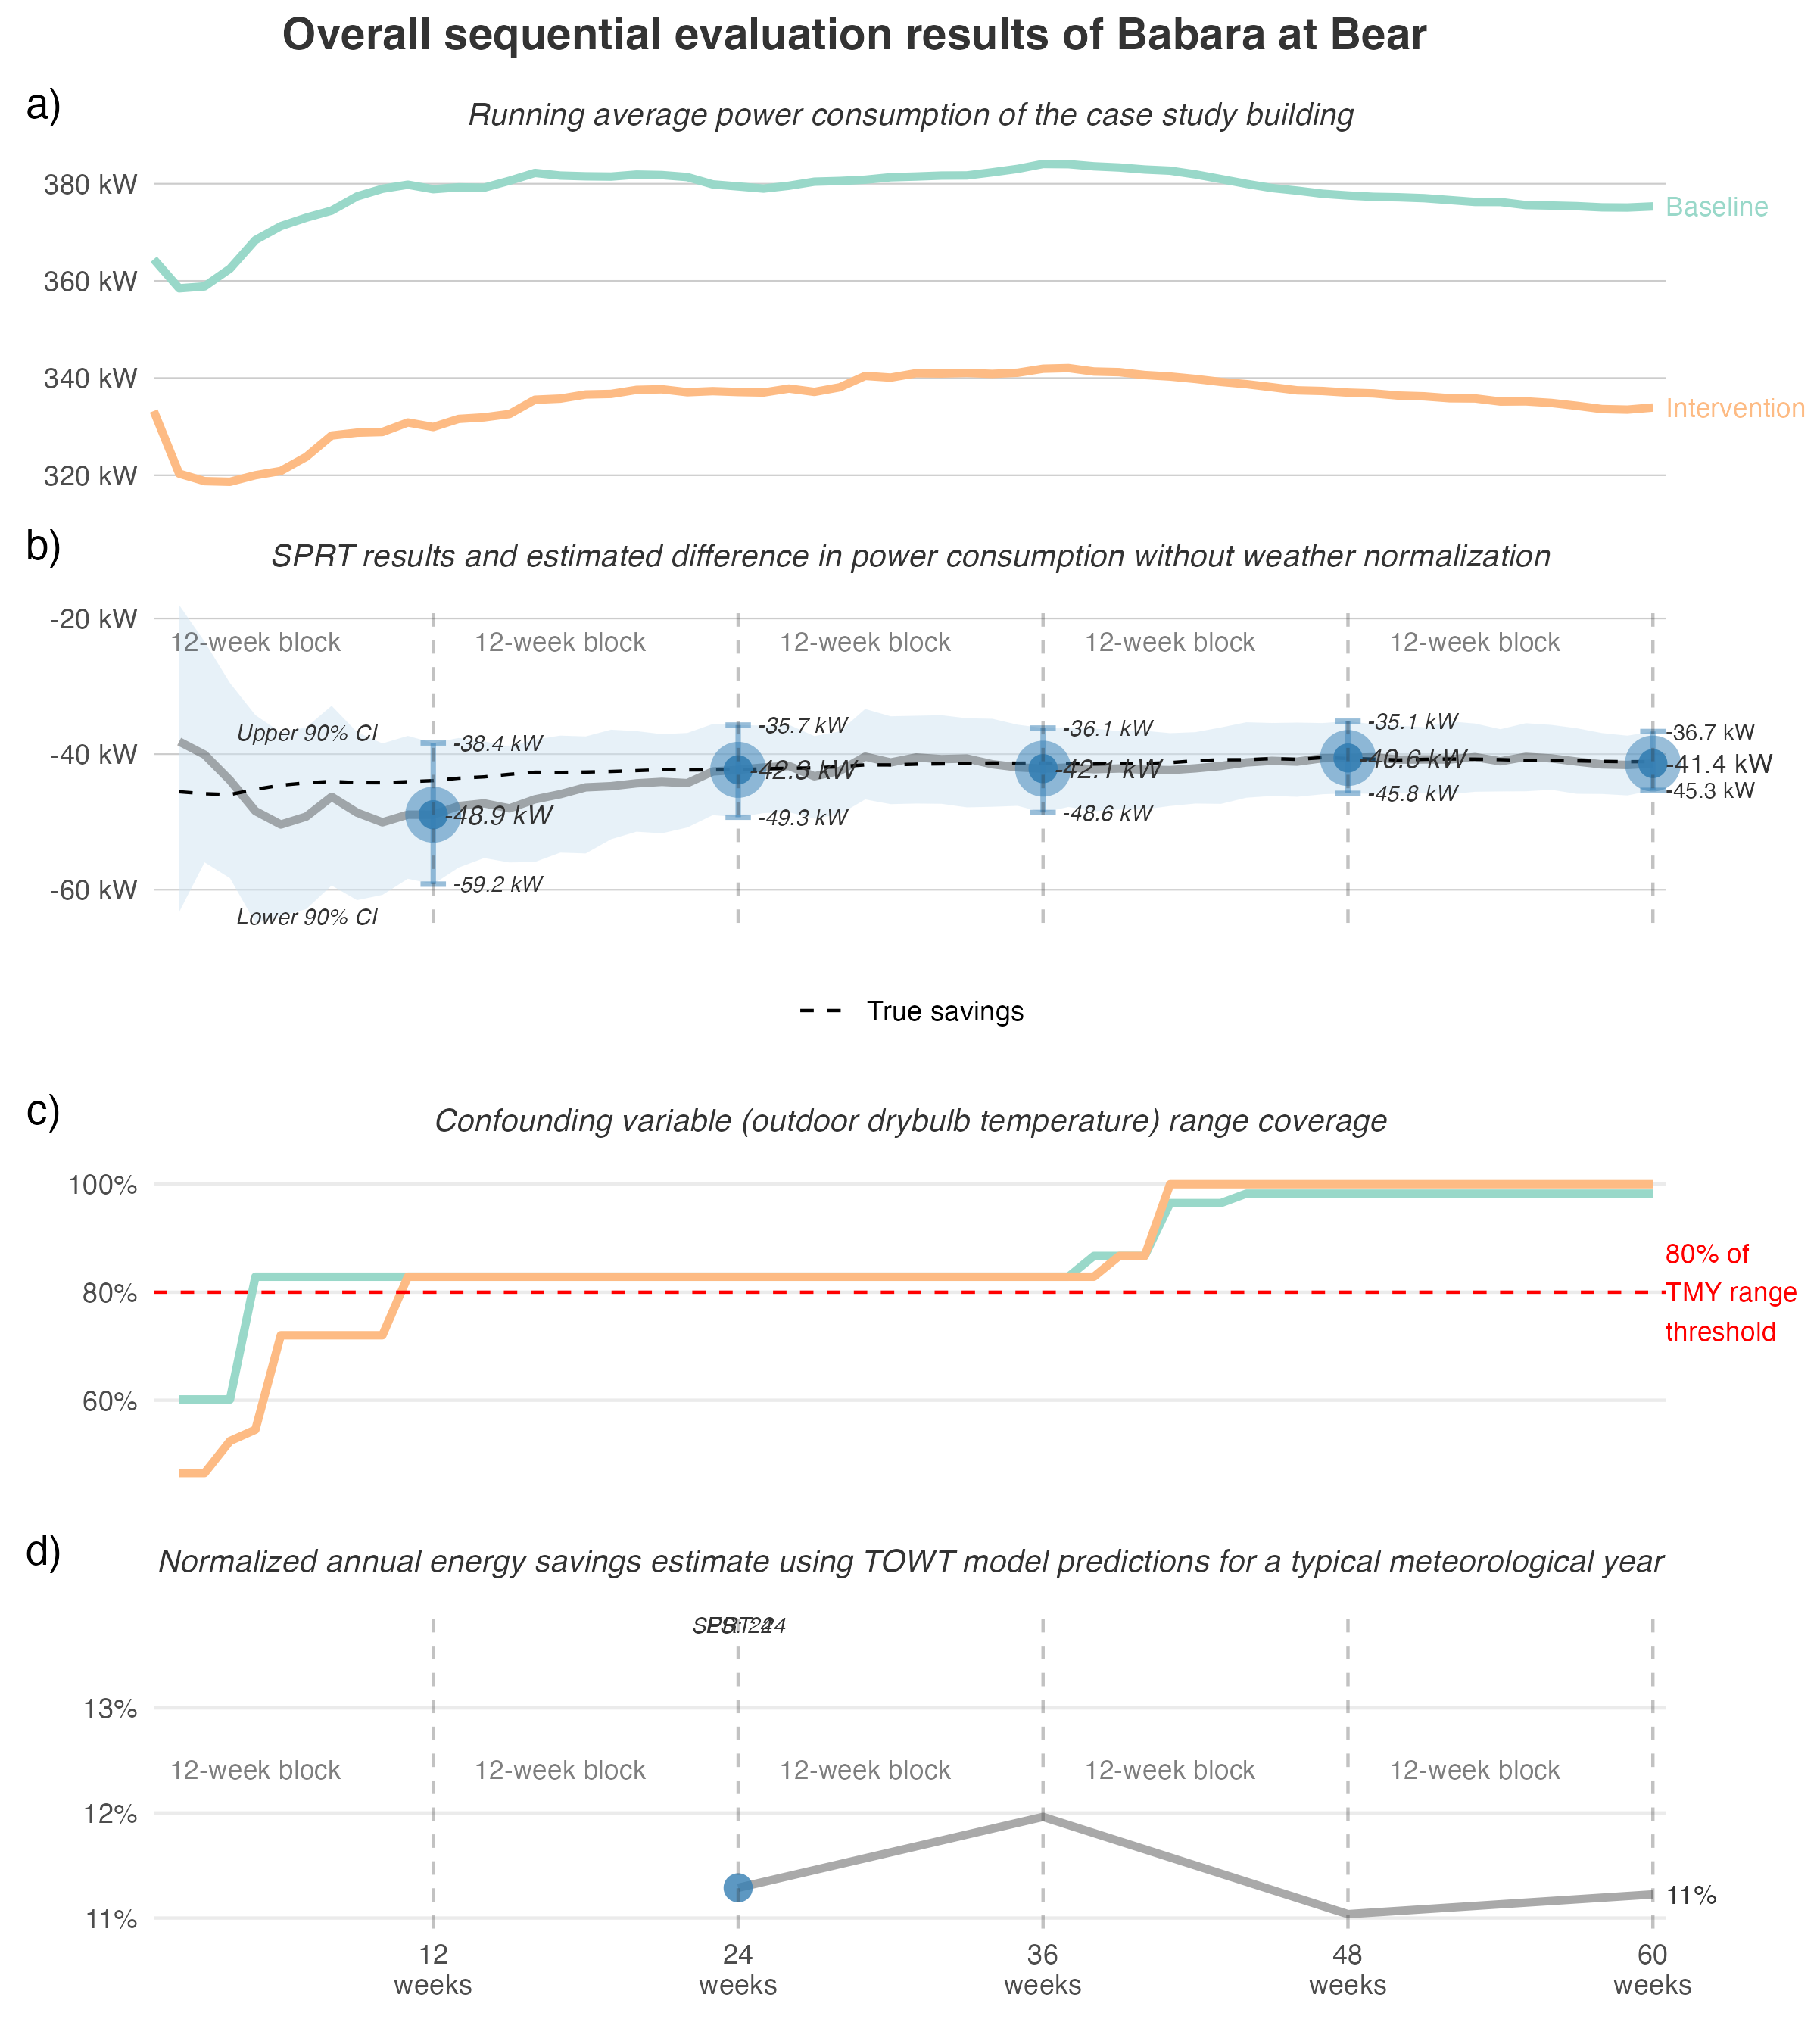 Overall sequential evaluation results of Babara at Bear
a)
Running average power consumption of the case study building
380 kW
360 kW
340 kW
320 kW
Baseline
Intervention
b)
SPRT results and estimated difference in power consumption without weather normalization
-20 kW
-40 kW
-60 kW
12-week block
12-week block
12-week block
12-week block
12-week block
Upper 90% CI
Lower 90% CI
-38.4 kW
-48.9 kW
-59.2 kW
-35.7 kW
-49.3 kW
-36.1 kW
-42.1 kW
-48.6 kW
-35.1 kW
-40.6 kW
-45.8 kW
-36.7 kW
-41.4 kW
-45.3 kW
True savings
c)
Confounding variable (outdoor drybulb temperature) range coverage
100%
80%
60%
80% of
TMY range
threshold
d)
Normalized annual energy savings estimate using TOWT model predictions for a typical meteorological year
13%
12%
11%
12-week block
12-week block
12-week block
12-week block
12-week block
11%
12
weeks
24
weeks
36
weeks
48
weeks
60
weeks